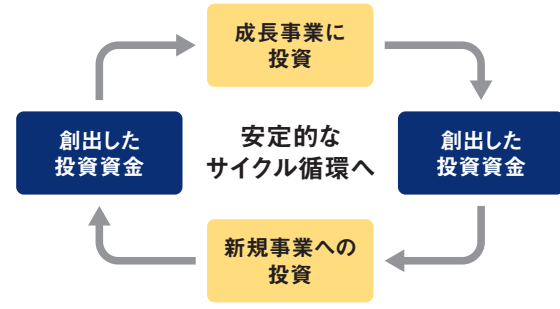 成長事業に
投資
創出した
投資資金
安定的な
サイクル循環へ
創出した
投資資金
新規事業への
投資